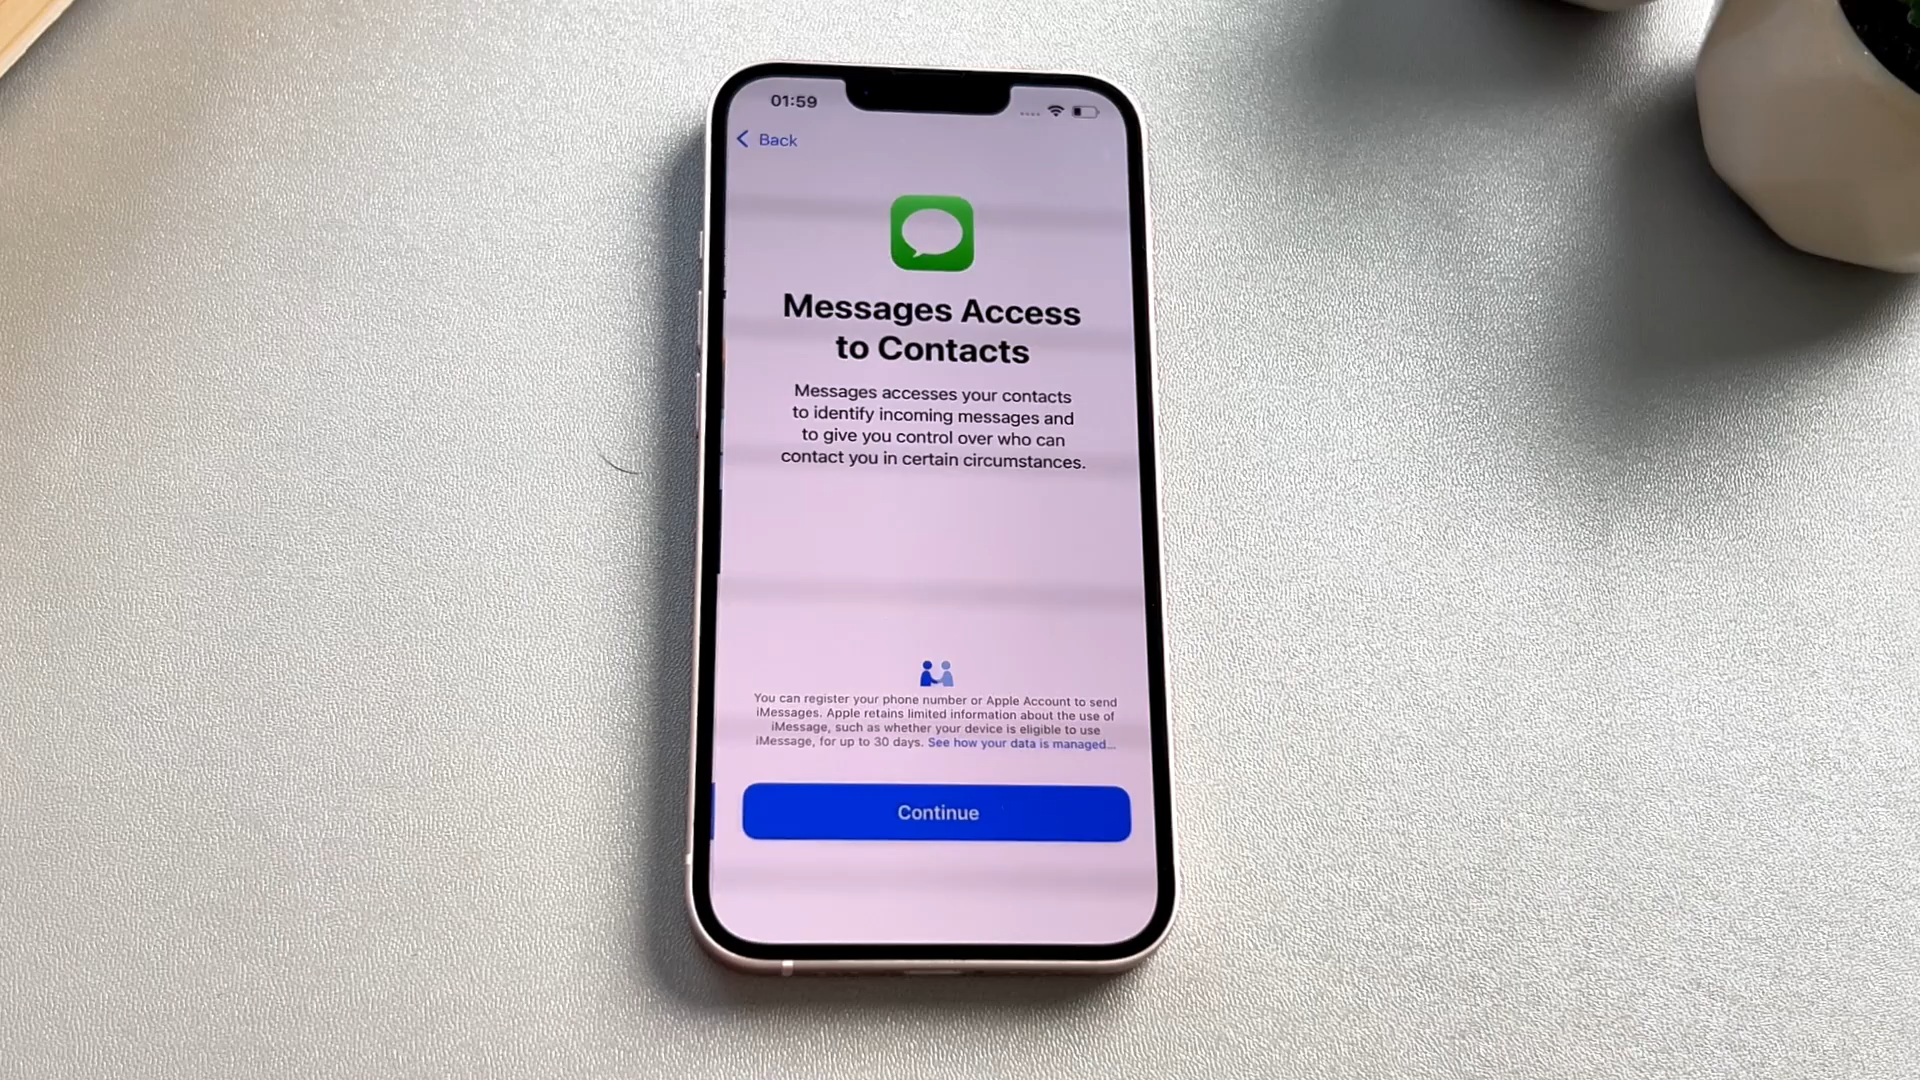 01:59
Back
Messages Access
to Contacts
Messages accesses your contacts
to identify incoming messages and
to give you control over who can
contact you in certain circumstances.
You can register your phone number or Apple Account to send
iMessages. Apple retains limited information about the use of
iMessage, such as whether your device is eligible to use
iMessage, for up to 30 days. See how your data is managed...
Continue